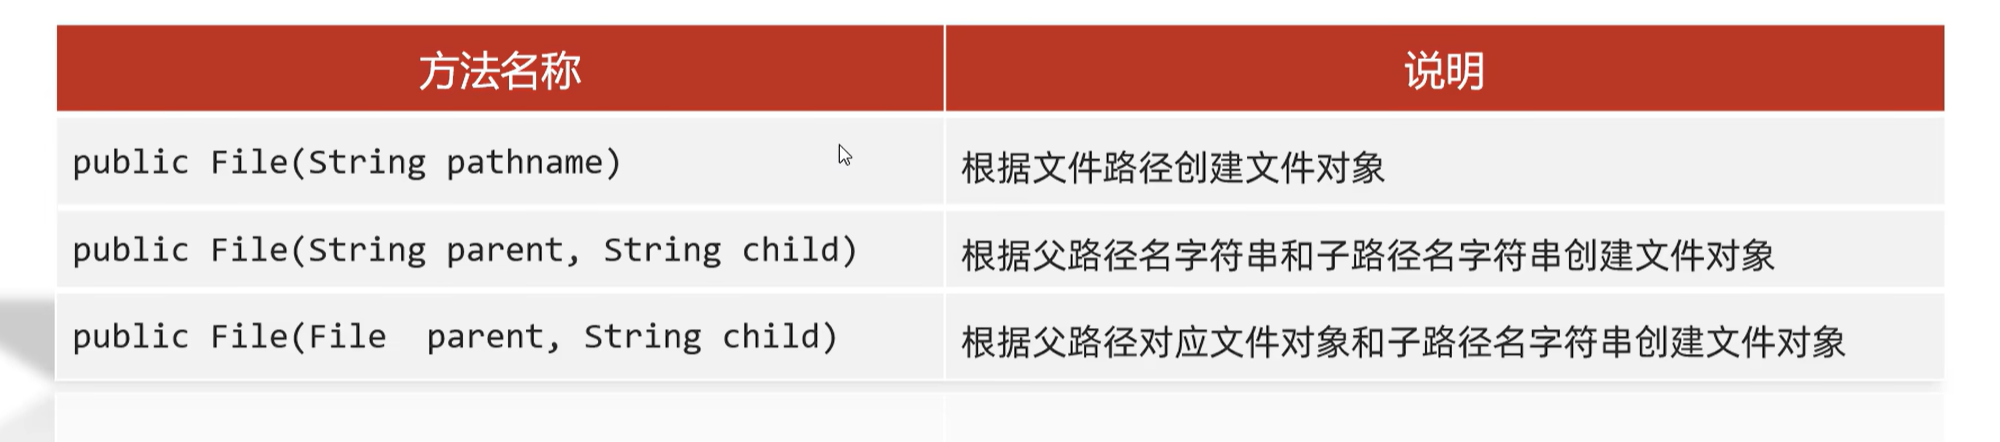 方法名称 说明
public File(String pathname) 根据文件路径创建文件对象
public File(String parent, String child) 根据父路径名字符串和子路径名字符串创建文件对象
public File(File  parent, String child) 根据父路径对应文件对象和子路径名字符串创建文件对象